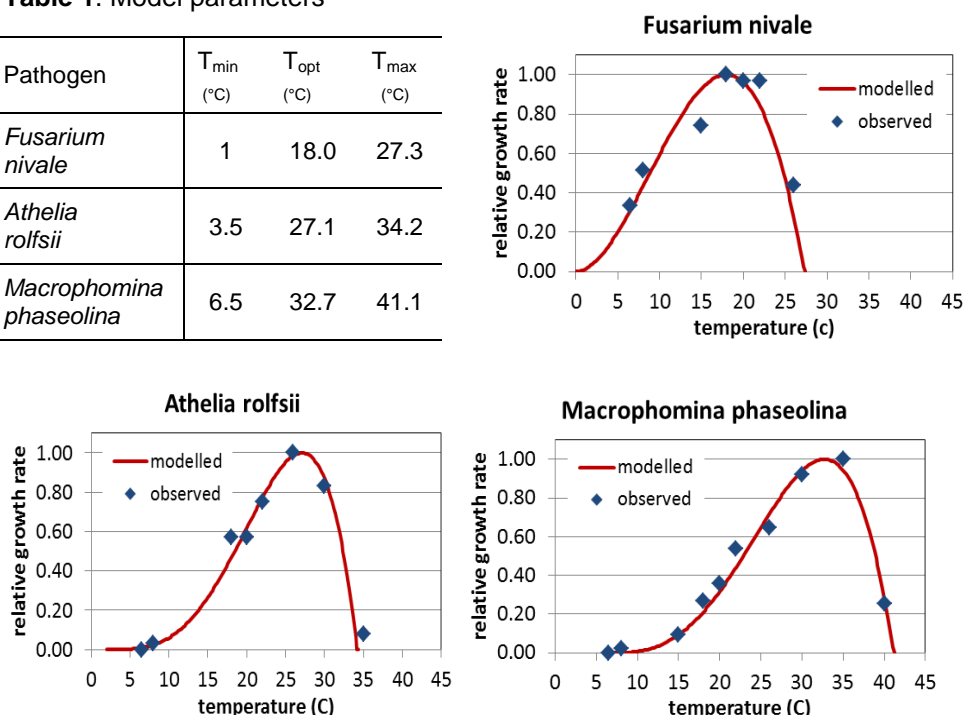 Table 1. Model parameters
Pathogen Tmin (°C) Topt (°C) Tmax (°C)
Fusarium nivale 1 18.0 27.3
Athelia rolfsii 3.5 27.1 34.2
Macrophomina phaseolina 6.5 32.7 41.1
Fusarium nivale
relative growth rate
1.00
0.80
0.60
0.40
0.20
0.00
modelled
observed
0 5 10 15 20 25 30 35 40 45
temperature (c)
Athelia rolfsii
relative growth rate
1.00
0.80
0.60
0.40
0.20
0.00
modelled
observed
0 5 10 15 20 25 30 35 40 45
temperature (C)
Macrophomina phaseolina
relative growth rate
1.00
0.80
0.60
0.40
0.20
0.00
modelled
observed
0 5 10 15 20 25 30 35 40 45
temperature (C)